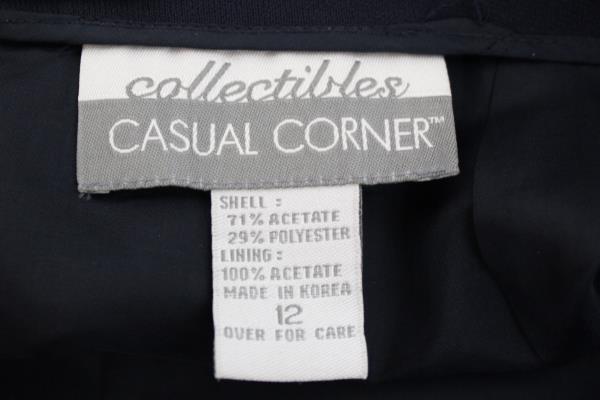 collectibles
CASUAL CORNER™
SHELL :
71% ACETATE
29% POLYESTER
LINING:
100% ACETATE
MADE IN KOREA
12
OVER FOR CARE